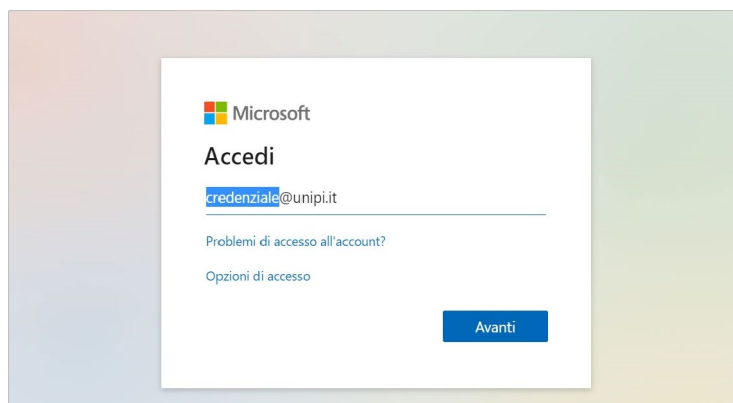 Microsoft
Accedi
credenziale@unipi.it
Problemi di accesso all'account?
Opzioni di accesso
Avanti